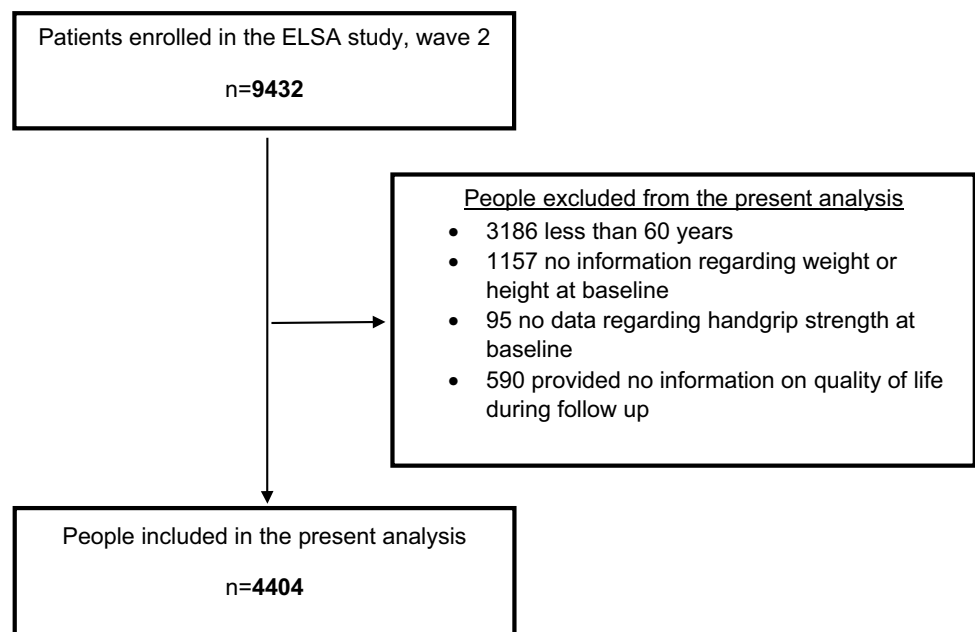 Patients enrolled in the ELSA study, wave 2
n=9432
People excluded from the present analysis
• 3186 less than 60 years
• 1157 no information regarding weight or
height at baseline
• 95 no data regarding handgrip strength at
baseline
• 590 provided no information on quality of life
during follow up
People included in the present analysis
n=4404